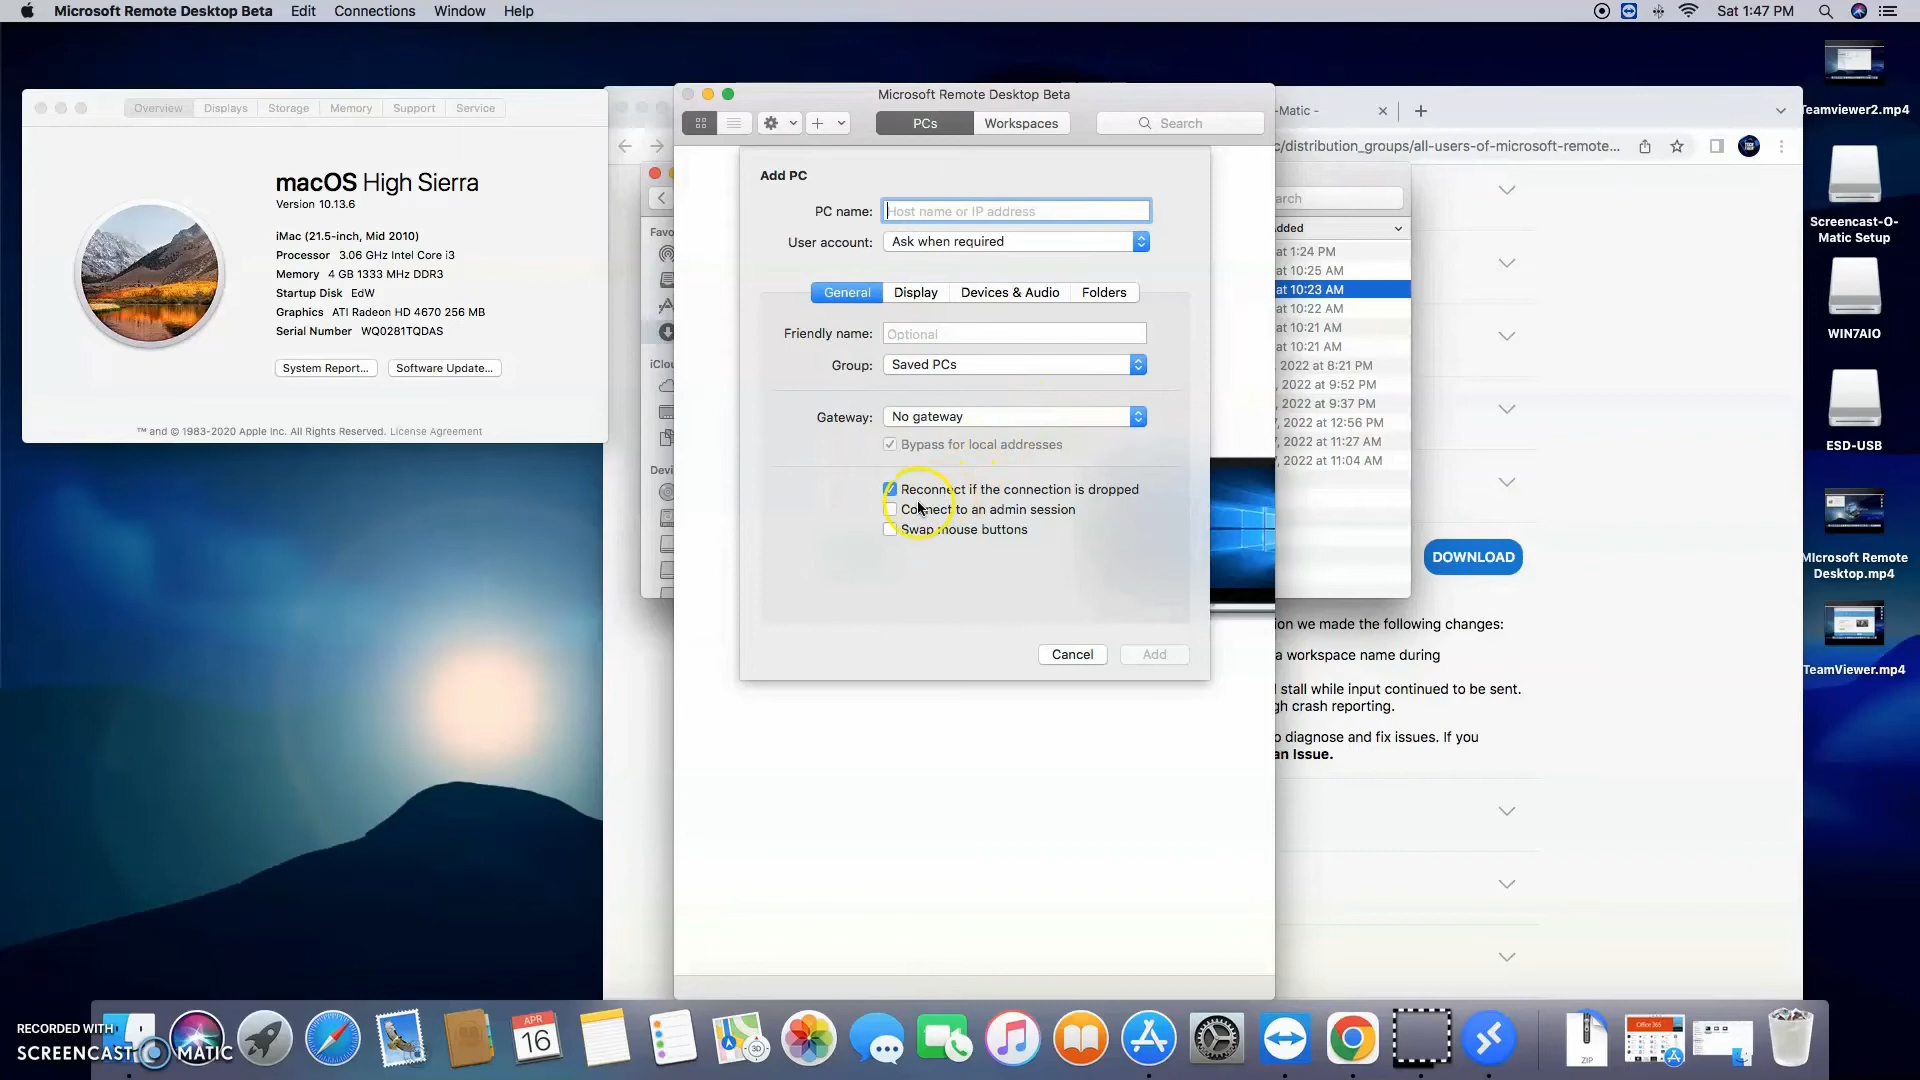 Microsoft Remote Desktop Beta Edit Connections Window Help
Sat 1:47 PM
Overview Displays Storage Memory Support Service
macOS High Sierra
Version 10.13.6
iMac (21.5-inch, Mid 2010)
Processor 3.06 GHz Intel Core i3
Memory 4 GB 1333 MHz DDR3
Startup Disk EdW
Graphics ATI Radeon HD 4670 256 MB
Serial Number WQ0281TQDAS
System Report... Software Update...
™ and © 1983-2020 Apple Inc. All Rights Reserved. License Agreement
Microsoft Remote Desktop Beta
PCs Workspaces Search
Add PC
PC name: Host name or IP address
User account: Ask when required
General Display Devices & Audio Folders
Friendly name: Optional
Group: Saved PCs
Gateway: No gateway
Bypass for local addresses
Reconnect if the connection is dropped
Connect to an admin session
Swap mouse buttons
Cancel Add
Favo
iClou
Devi
-Matic -
c/distribution_groups/all-users-of-microsoft-remote...
arch
dded
at 1:24 PM
at 10:25 AM
at 10:23 AM
at 10:22 AM
at 10:21 AM
at 10:21 AM
, 2022 at 8:21 PM
, 2022 at 9:52 PM
, 2022 at 9:37 PM
, 2022 at 12:56 PM
, 2022 at 11:27 AM
, 2022 at 11:04 AM
DOWNLOAD
ion we made the following changes:
a workspace name during
l stall while input continued to be sent.
gh crash reporting.
o diagnose and fix issues. If you
an Issue.
Teamviewer2.mp4
Screencast-O-
Matic Setup
WIN7AIO
ESD-USB
MIcrosoft Remote
Desktop.mp4
TeamViewer.mp4
RECORDED WITH
SCREENCAST MATIC
APR
16
3D
ZIP
Office 365